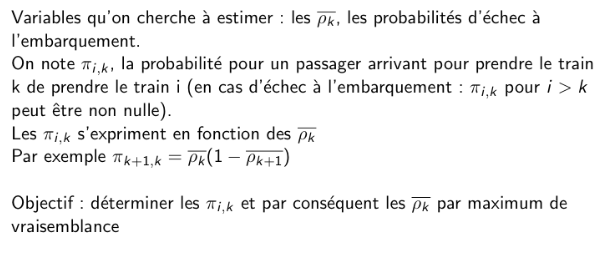 Variables qu'on cherche à estimer : les $\overline{\rho_k}$, les probabilités d'échec à
l'embarquement.
On note $\pi_{i,k}$, la probabilité pour un passager arrivant pour prendre le train
k de prendre le train i (en cas d'échec à l'embarquement : $\pi_{i,k}$ pour $i > k$
peut être non nulle).
Les $\pi_{i,k}$ s'expriment en fonction des $\overline{\rho_k}$
Par exemple $\pi_{k+1,k} = \overline{\rho_k}(1 - \overline{\rho_{k+1}})$
Objectif : déterminer les $\pi_{i,k}$ et par conséquent les $\overline{\rho_k}$ par maximum de
vraisemblance